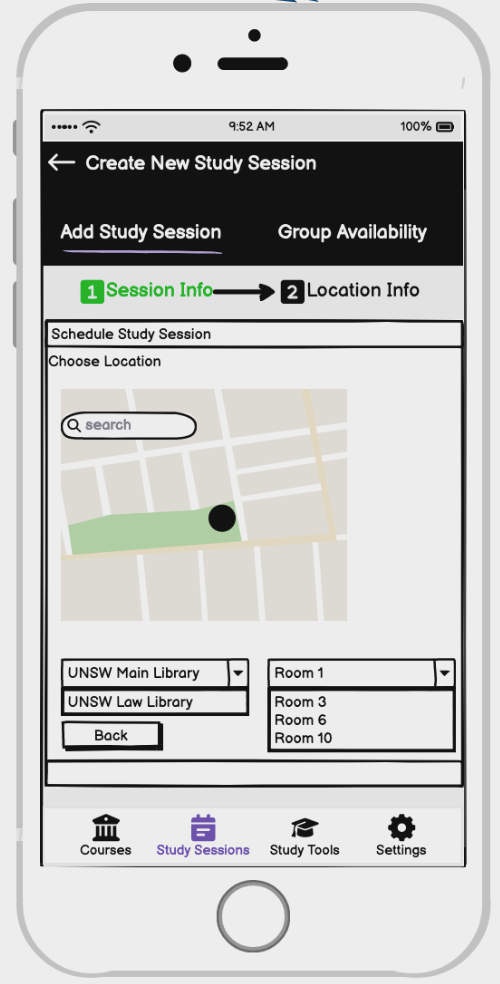 9:52 AM 100%
Create New Study Session
Add Study Session Group Availability
1 Session Info 2 Location Info
Schedule Study Session
Choose Location
search
UNSW Main Library Room 1
UNSW Law Library Room 3
Room 6
Back Room 10
Courses Study Sessions Study Tools Settings